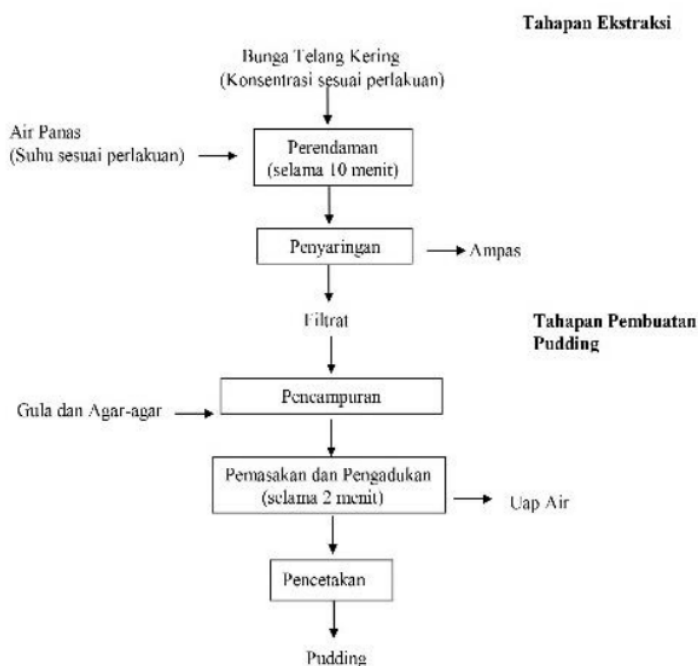 Tahapan Ekstraksi
Bunga Telang Kering
(Konsentrasi sesuai perlakuan)
Air Panas
(Suhu sesuai perlakuan)
Perendaman
(selama 10 menit)
Penyaringan
Ampas
Filtrat
Tahapan Pembuatan
Pudding
Gula dan Agar-agar
Pencampuran
Pemasakan dan Pengadukan
(selama 2 menit)
Uap Air
Pencetakan
Pudding